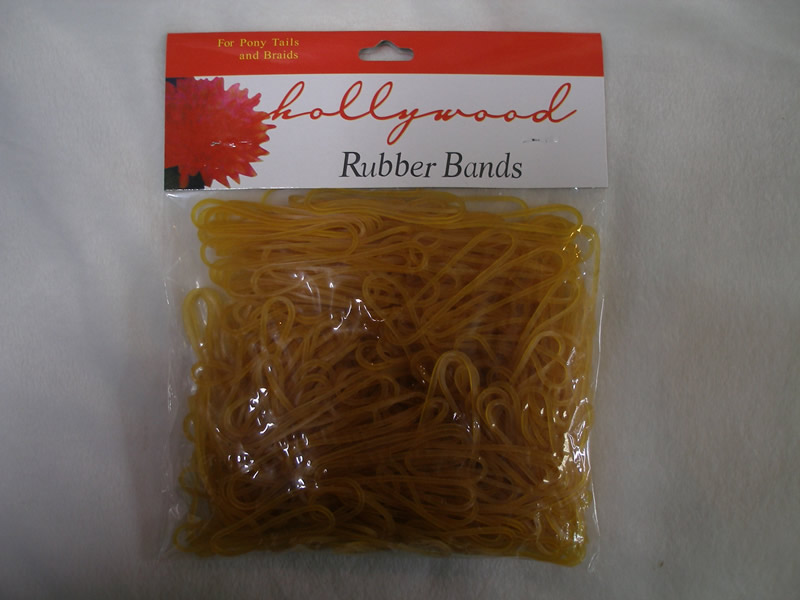 For Pony Tails
and Braids
hollywood
Rubber Bands